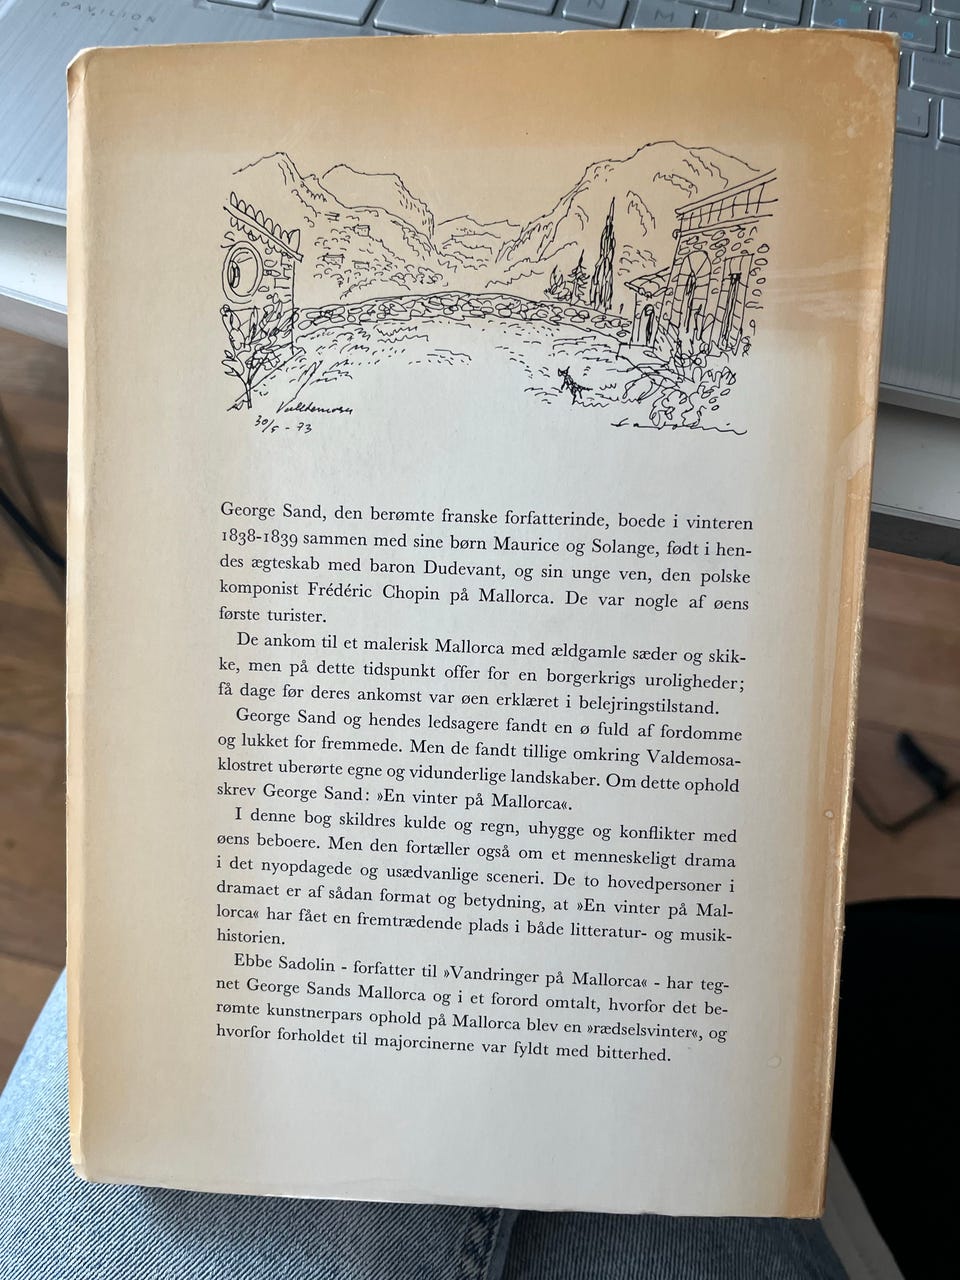 PAVILION
Valldemosa
30/5 - 73
Sadolin
George Sand, den berømte franske forfatterinde, boede i vinteren
1838-1839 sammen med sine børn Maurice og Solange, født i hen-
des ægteskab med baron Dudevant, og sin unge ven, den polske
komponist Frédéric Chopin på Mallorca. De var nogle af øens
første turister.
De ankom til et malerisk Mallorca med ældgamle sæder og skik-
ke, men på dette tidspunkt offer for en borgerkrigs uroligheder;
få dage før deres ankomst var øen erklæret i belejringstilstand.
George Sand og hendes ledsagere fandt en ø fuld af fordomme
og lukket for fremmede. Men de fandt tillige omkring Valdemosa-
klostret uberørte egne og vidunderlige landskaber. Om dette ophold
skrev George Sand: »En vinter på Mallorca«.
I denne bog skildres kulde og regn, uhygge og konflikter med
øens beboere. Men den fortæller også om et menneskeligt drama
i det nyopdagede og usædvanlige sceneri. De to hovedpersoner i
dramaet er af sådan format og betydning, at »En vinter på Mal-
lorca« har fået en fremtrædende plads i både litteratur- og musik-
historien.
Ebbe Sadolin - forfatter til »Vandringer på Mallorca« - har teg-
net George Sands Mallorca og i et forord omtalt, hvorfor det be-
rømte kunstnerpars ophold på Mallorca blev en »rædselsvinter«, og
hvorfor forholdet til majorcinerne var fyldt med bitterhed.